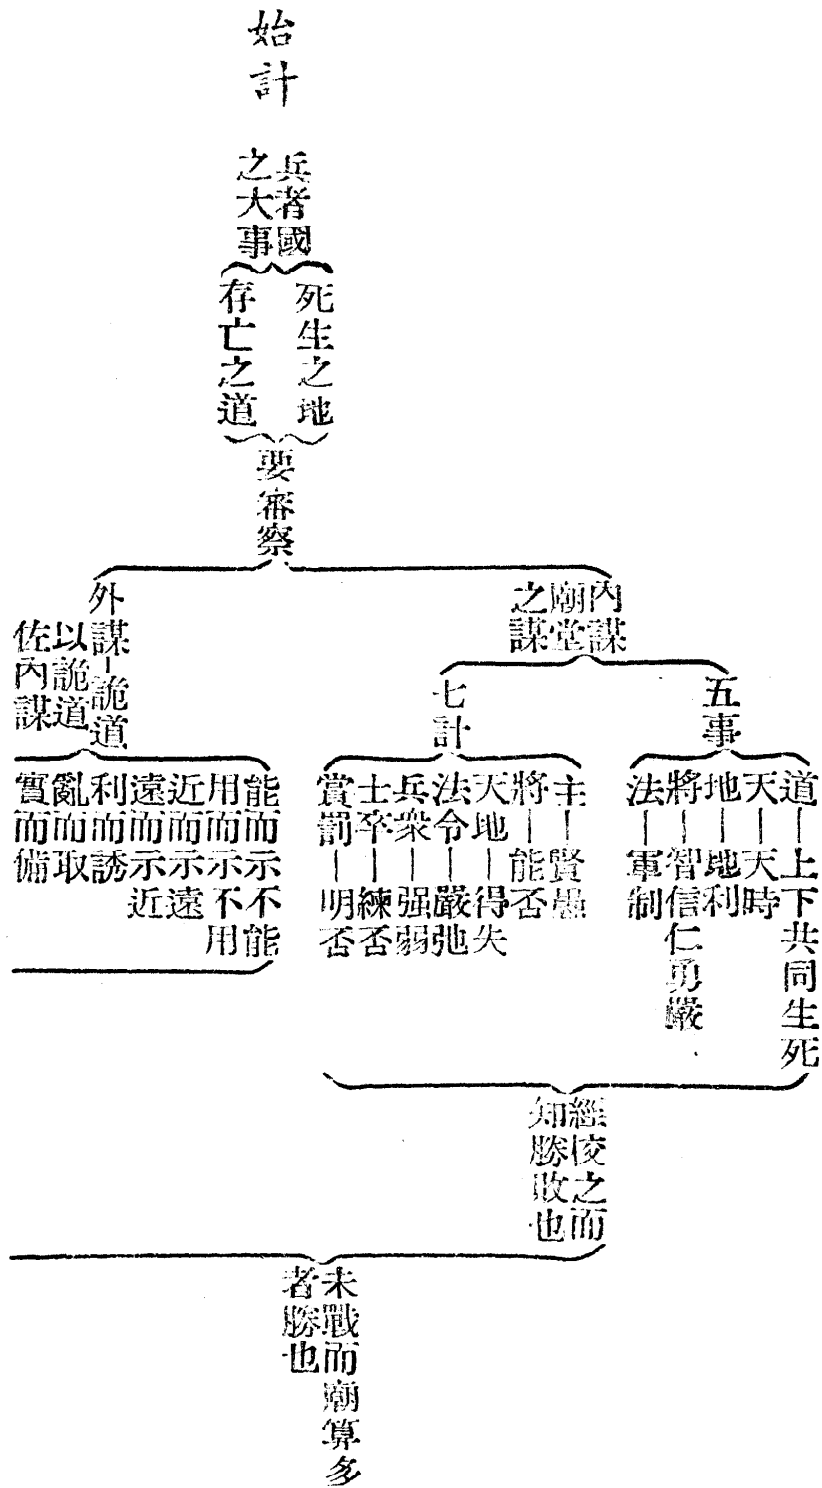 始計
兵者國
之大事
死生之地
存亡之道
要審察
內謀
廟堂
之謀
五事
道—上下共同生死
天—天時
地—地利
將—智信仁勇嚴
法—軍制
七計
主—賢愚
將—能否
天地—得失
法令—嚴弛
兵衆—强弱
士卒—練否
賞罰—明否
經校之而
知勝敗也
外謀—詭道
以詭道
佐內謀
能而示不能
用而示不用
近而示遠
遠而示近
利而誘
亂而取
實而備
未戰而廟算多
者勝也